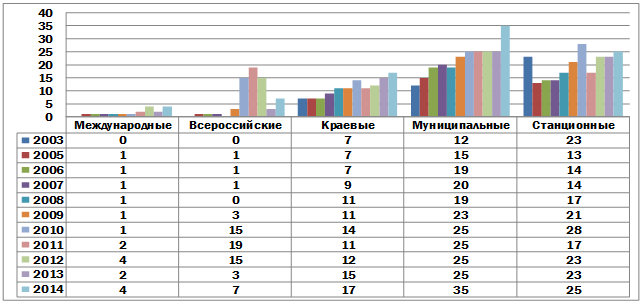 40
35
30
25
20
15
10
5
0
Международные Всероссийские Краевые Муниципальные Станционные
2003 0 0 7 12 23
2005 1 1 7 15 13
2006 1 1 7 19 14
2007 1 1 9 20 14
2008 1 0 11 19 17
2009 1 3 11 23 21
2010 1 15 14 25 28
2011 2 19 11 25 17
2012 4 15 12 25 23
2013 2 3 15 25 23
2014 4 7 17 35 25